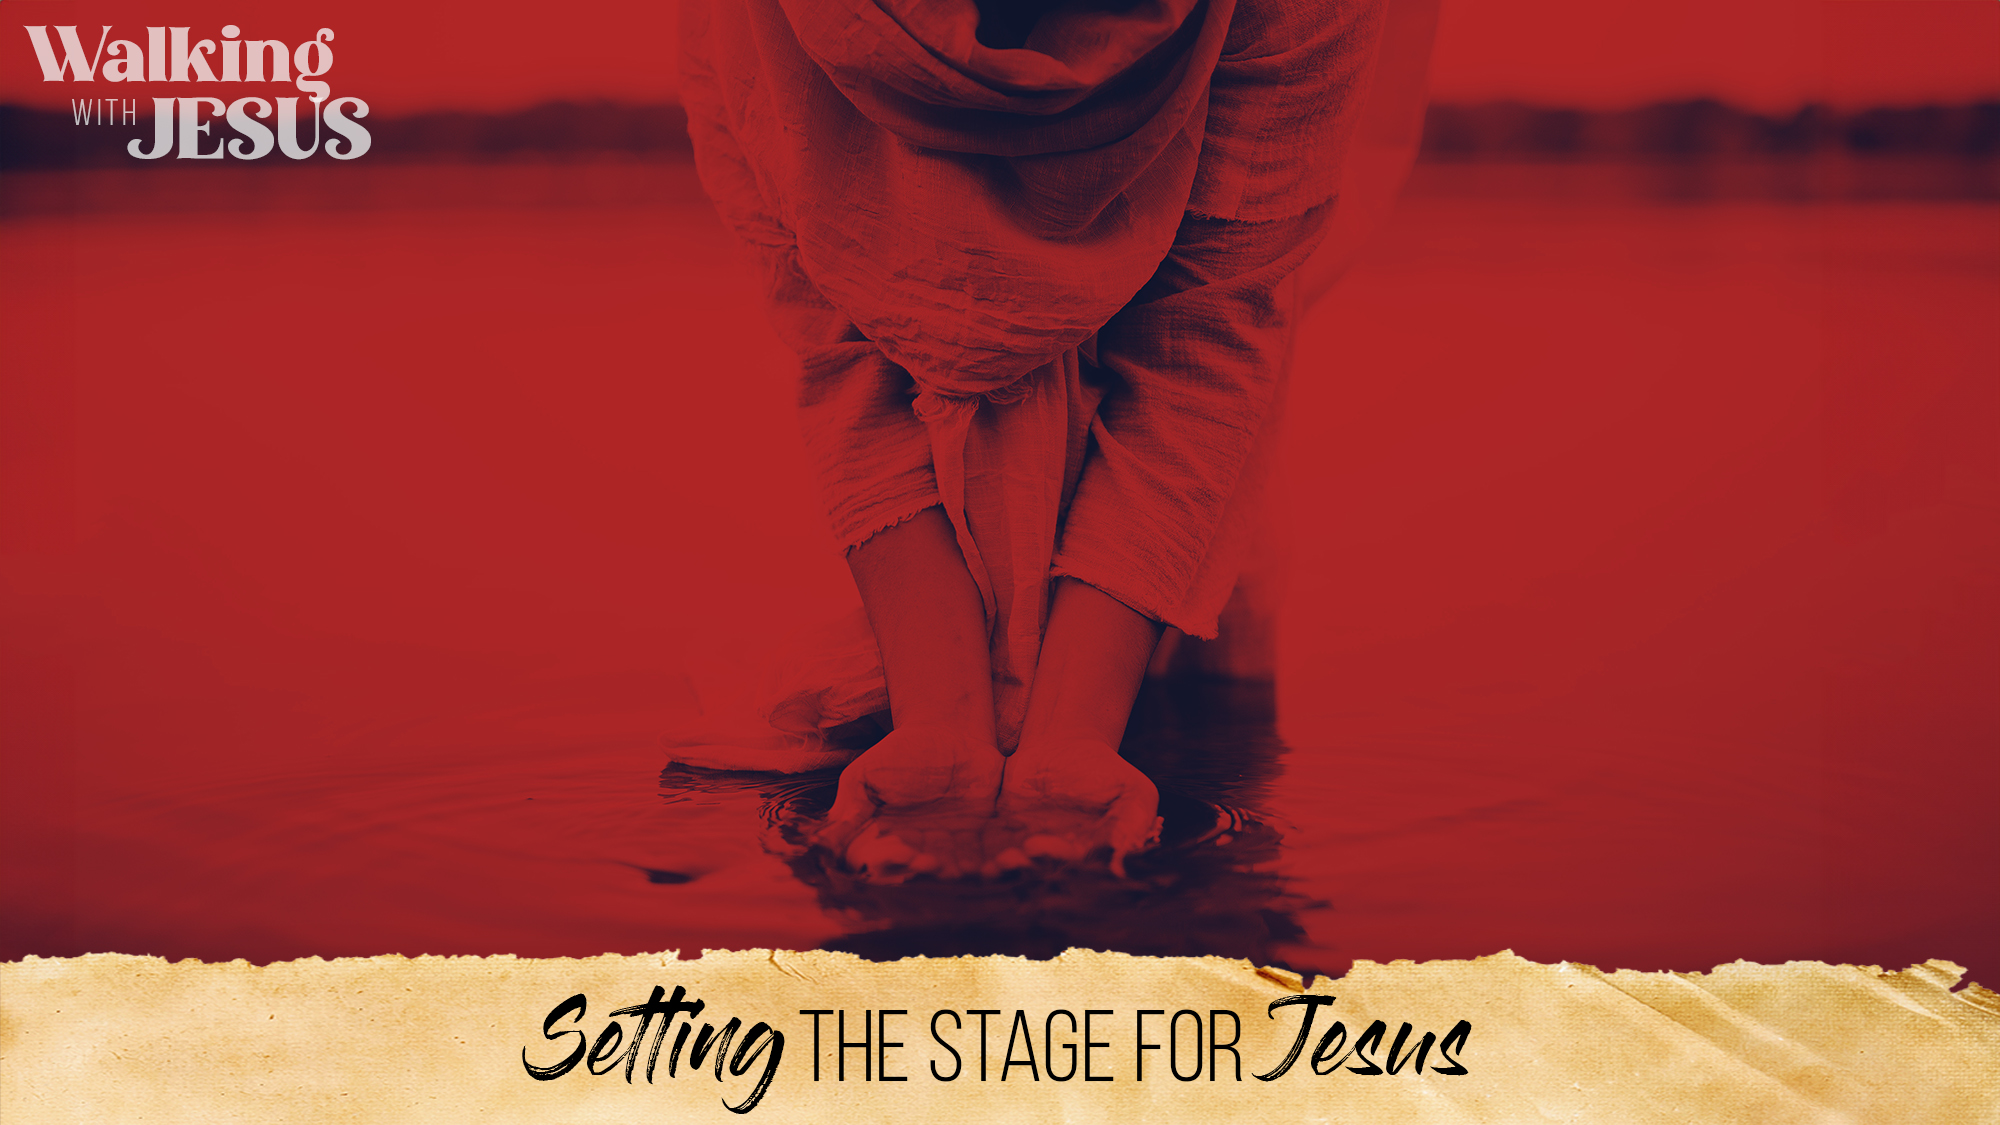 Walking
WITH JESUS
Setting THE STAGE FOR Jesus